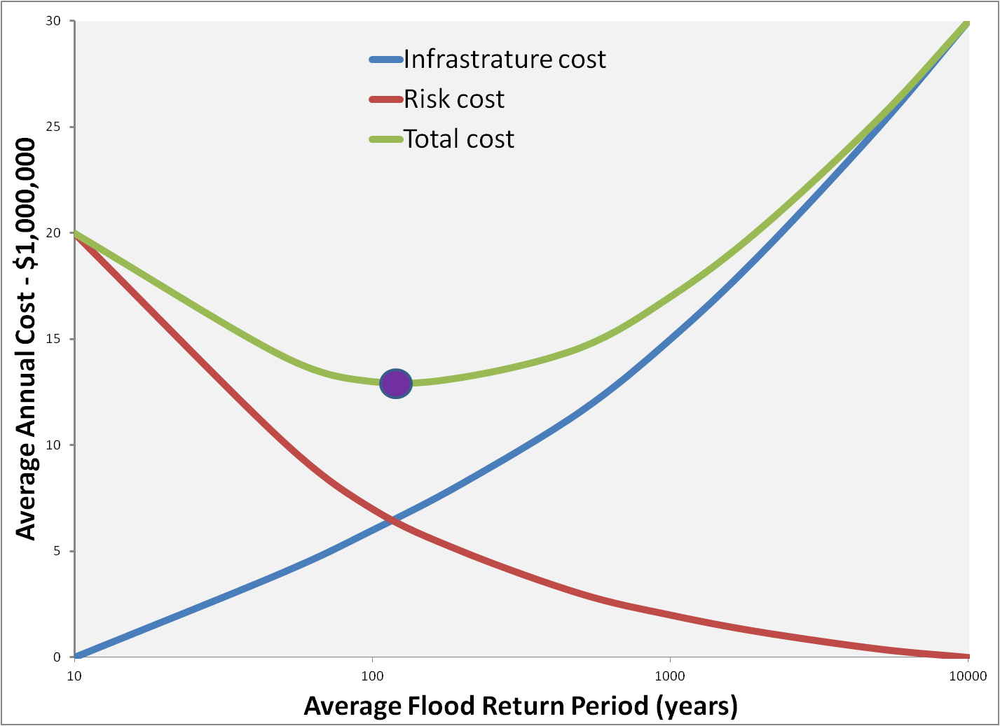 30
25
20
15
10
5
0
Average Annual Cost - $1,000,000
Infrastrature cost
Risk cost
Total cost
10
100
1000
10000
Average Flood Return Period (years)